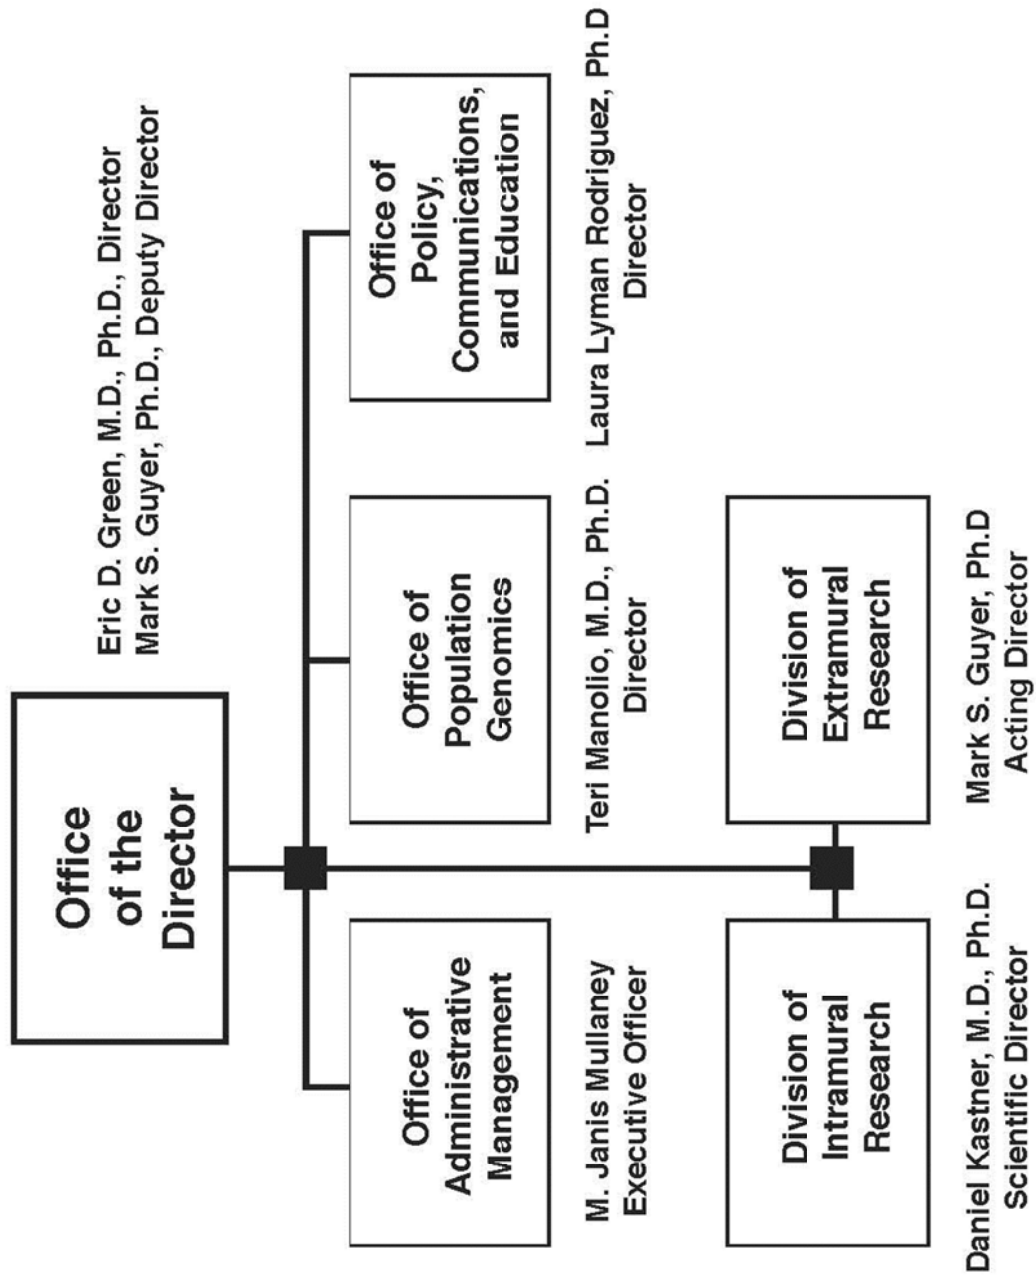 Office
of the
Director
Eric D. Green, M.D., Ph.D., Director
Mark S. Guyer, Ph.D., Deputy Director
Office of
Administrative
Management
M. Janis Mullaney
Executive Officer
Office of
Population
Genomics
Teri Manolio, M.D., Ph.D.
Director
Office of
Policy,
Communications,
and Education
Laura Lyman Rodriguez, Ph.D
Director
Division of
Intramural
Research
Daniel Kastner, M.D., Ph.D.
Scientific Director
Division of
Extramural
Research
Mark S. Guyer, Ph.D
Acting Director